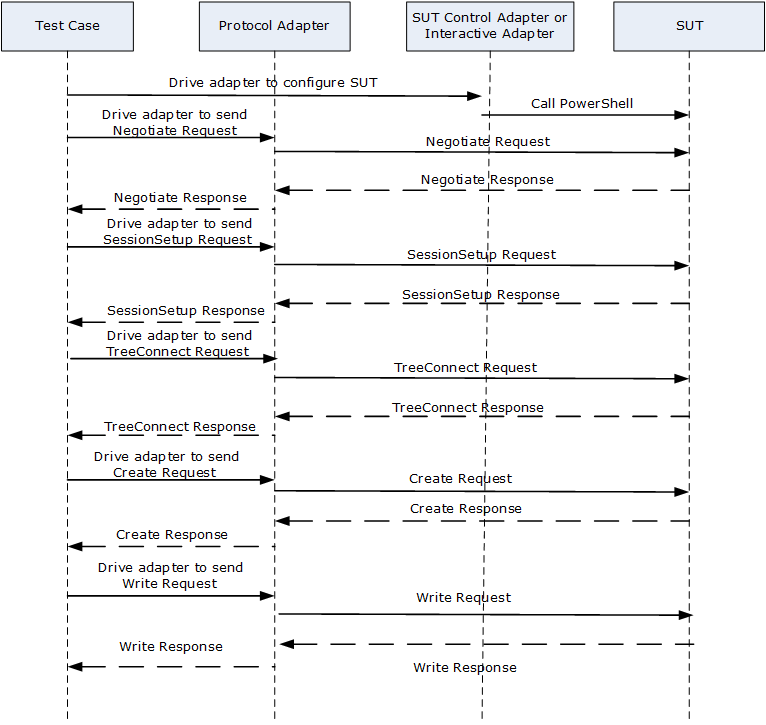 Test Case
Protocol Adapter
SUT Control Adapter or
Interactive Adapter
SUT
Drive adapter to configure SUT
Call PowerShell
Drive adapter to send
Negotiate Request
Negotiate Request
Negotiate Response
Negotiate Response
Drive adapter to send
SessionSetup Request
SessionSetup Request
SessionSetup Response
SessionSetup Response
Drive adapter to send
TreeConnect Request
TreeConnect Request
TreeConnect Response
TreeConnect Response
Drive adapter to send
Create Request
Create Request
Create Response
Create Response
Drive adapter to send
Write Request
Write Request
Write Response
Write Response